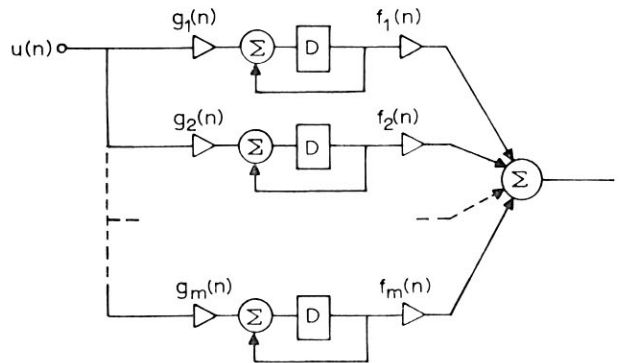 g₁(n) f₁(n)
u(n) Σ D
g₂(n) f₂(n)
Σ D
Σ
gₘ(n) fₘ(n)
Σ D